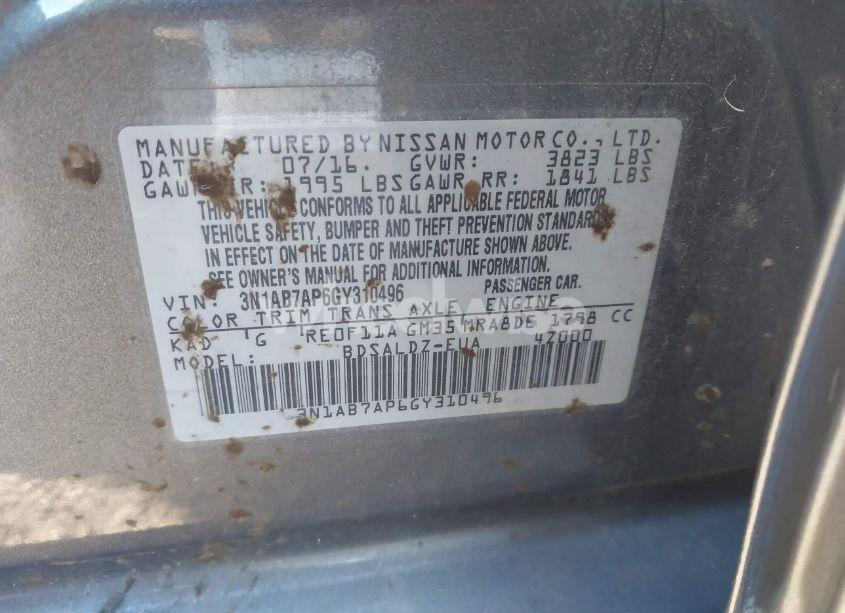 MANUFACTURED BY NISSAN MOTOR CO., LTD.
DATE: 07/16. GVWR: 3823 LBS
GAWR FR: 1995 LBS GAWR RR: 1841 LBS
THIS VEHICLE CONFORMS TO ALL APPLICABLE FEDERAL MOTOR
VEHICLE SAFETY, BUMPER AND THEFT PREVENTION STANDARDS
IN EFFECT ON THE DATE OF MANUFACTURE SHOWN ABOVE.
SEE OWNER'S MANUAL FOR ADDITIONAL INFORMATION.
VIN: 3N1AB7AP6GY310496 PASSENGER CAR.
COLOR TRIM TRANS AXLE ENGINE
KAD G RE0F11A GM35 MRA8DE 1798 CC
MODEL: BDSALDZ-EUA 47000
3N1AB7AP6GY310496